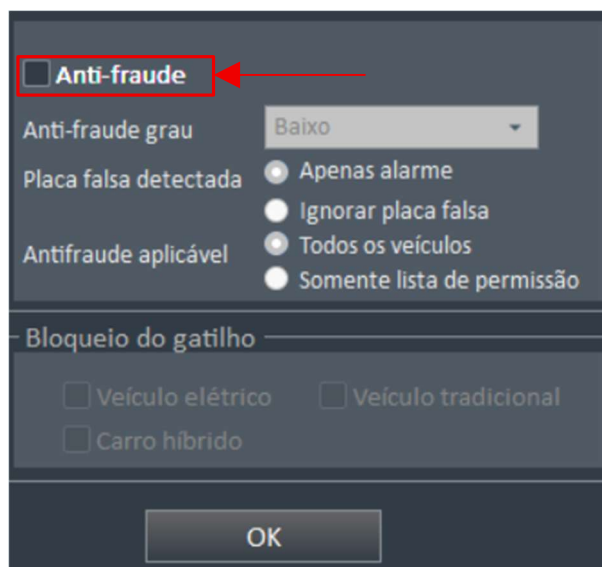 Anti-fraude
Anti-fraude grau Baixo
Placa falsa detectada Apenas alarme
Ignorar placa falsa
Antifraude aplicável Todos os veículos
Somente lista de permissão
Bloqueio do gatilho
Veículo elétrico Veículo tradicional
Carro híbrido
OK